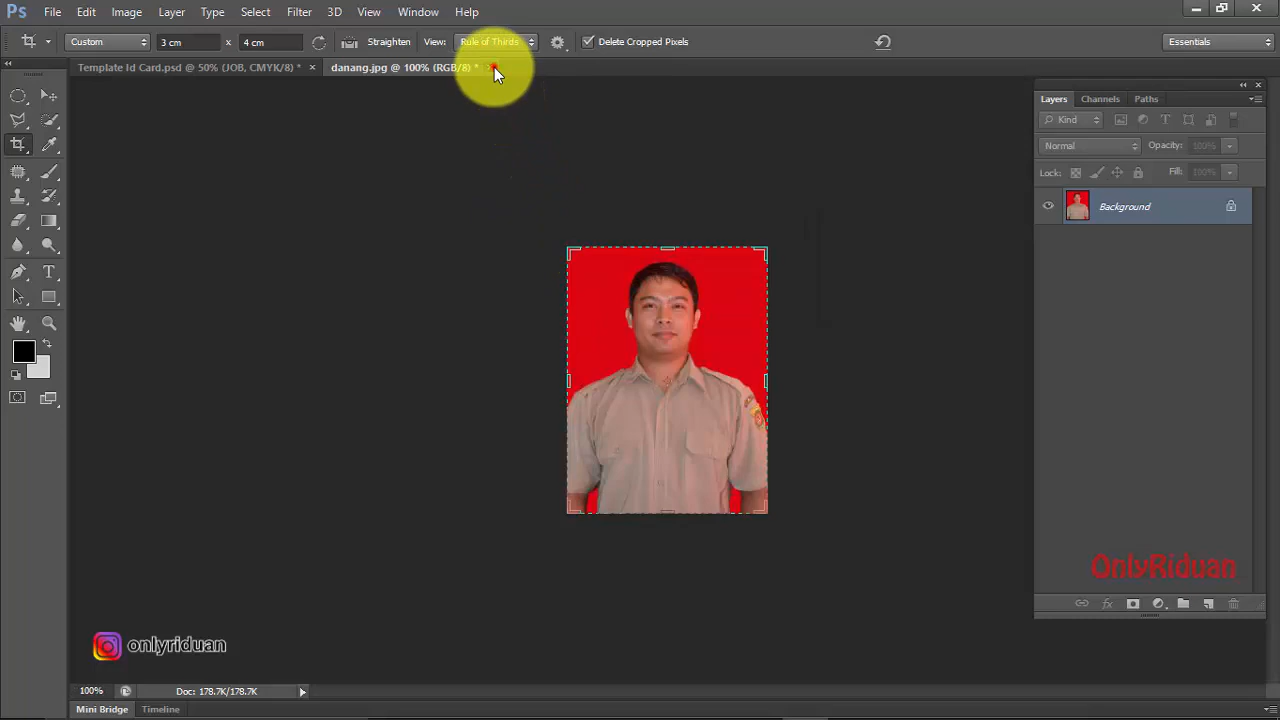 Ps File Edit Image Layer Type Select Filter 3D View Window Help
Custom 3 cm x 4 cm Straighten View: Rule of Thirds Delete Cropped Pixels Essentials
Template Id Card.psd @ 50% (JOB, CMYK/8) * danang.jpg @ 100% (RGB/8) *
Layers Channels Paths
Kind
Normal Opacity: 100%
Lock: Fill: 100%
Background
OnlyRiduan
onlyriduan
100% Doc: 178.7K/178.7K
Mini Bridge Timeline